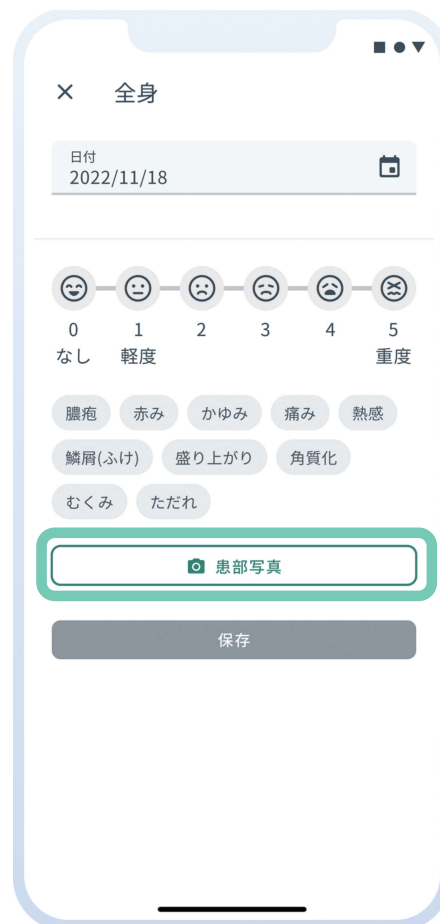 全身
日付
2022/11/18
0 1 2 3 4 5
なし 軽度 重度
膿疱 赤み かゆみ 痛み 熱感
鱗屑(ふけ) 盛り上がり 角質化
むくみ ただれ
患部写真
保存